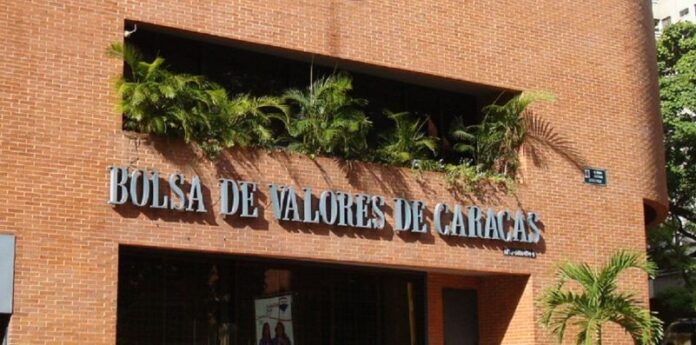 BOLSA DE VALORES DE CARACAS